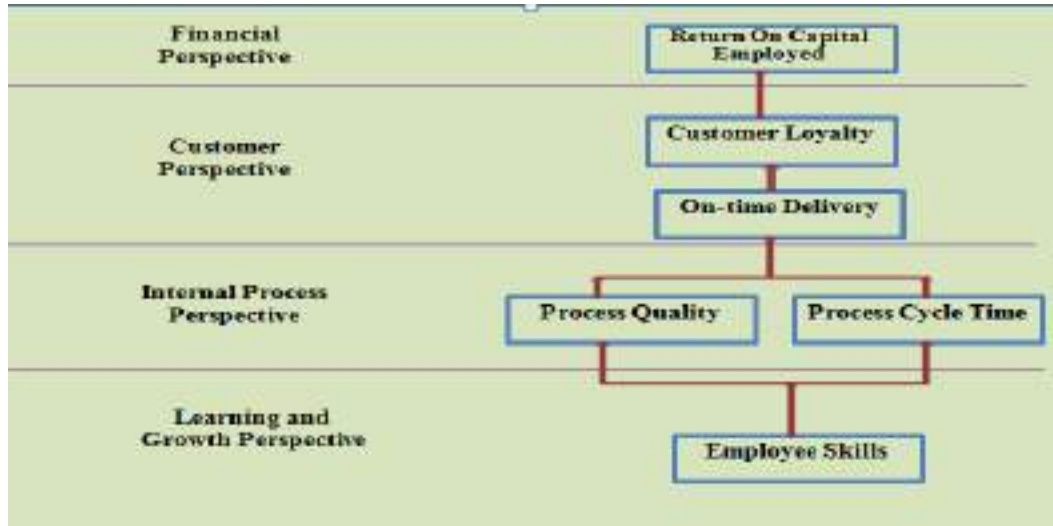 Financial
Perspective
Return On Capital
Employed
Customer
Perspective
Customer Loyalty
On-time Delivery
Internal Process
Perspective
Process Quality
Process Cycle Time
Learning and
Growth Perspective
Employee Skills